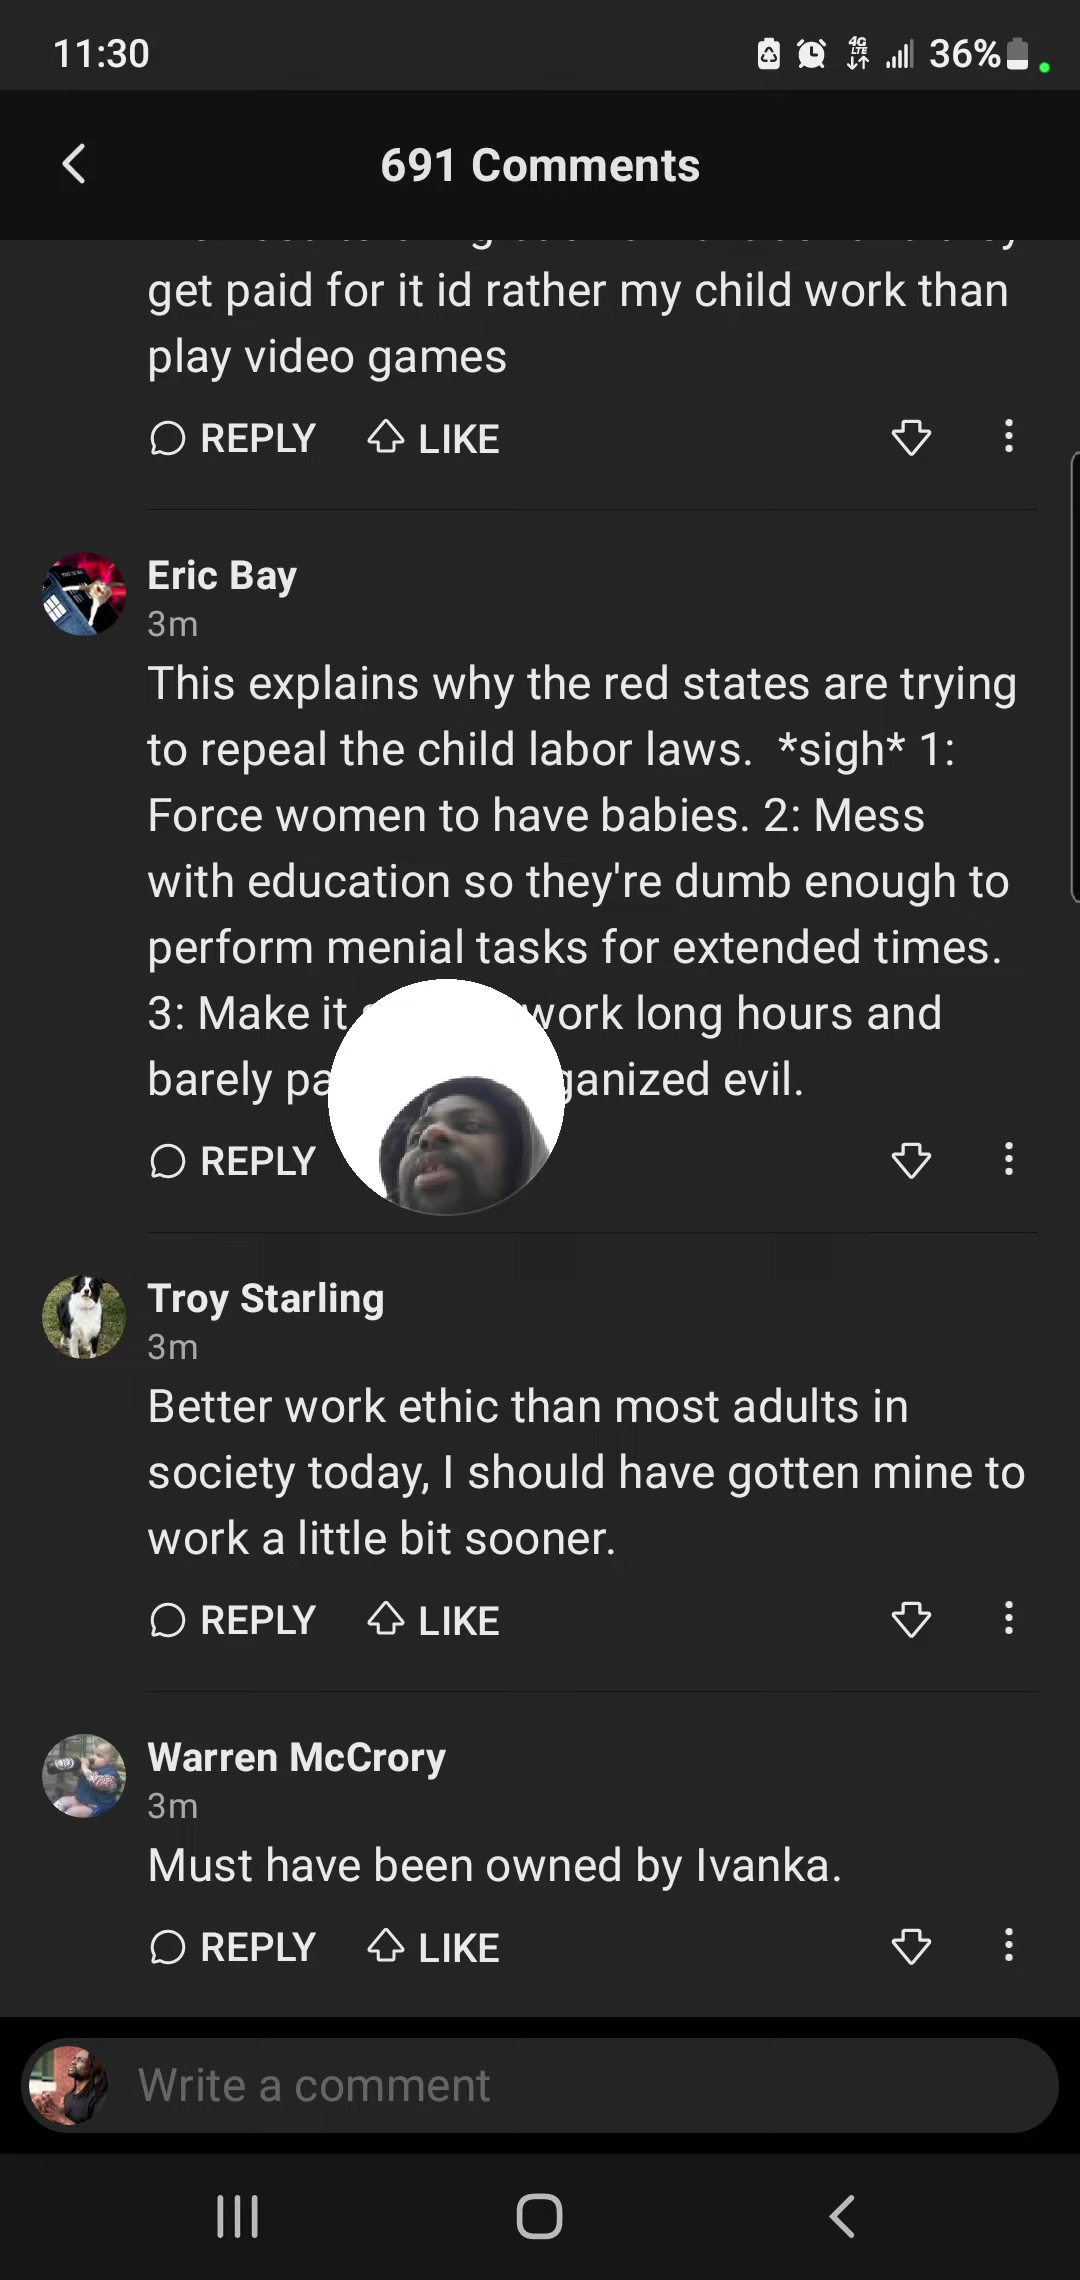 11:30
4G
LTE
36%
691 Comments
get paid for it id rather my child work than
play video games
REPLY LIKE
Eric Bay
3m
This explains why the red states are trying
to repeal the child labor laws.  *sigh* 1:
Force women to have babies. 2: Mess
with education so they're dumb enough to
perform menial tasks for extended times.
3: Make it work long hours and
barely evil.
REPLY
Troy Starling
3m
Better work ethic than most adults in
society today, I should have gotten mine to
work a little bit sooner.
REPLY LIKE
Warren McCrory
3m
Must have been owned by Ivanka.
REPLY LIKE
Write a comment